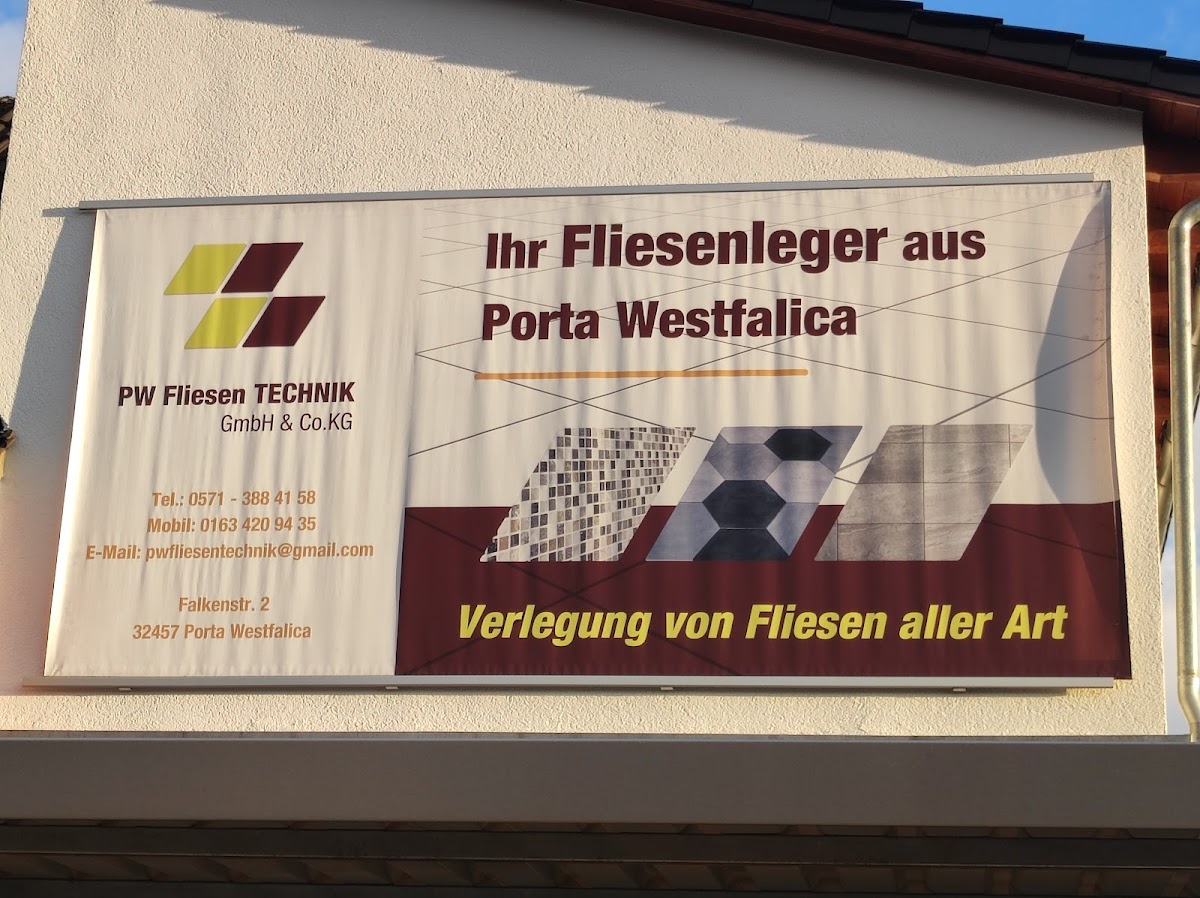 PW Fliesen TECHNIK
GmbH & Co.KG
Tel.: 0571 - 388 41 58
Mobil: 0163 420 94 35
E-Mail: pwfliesentechnik@gmail.com
Falkenstr. 2
32457 Porta Westfalica
Ihr Fliesenleger aus
Porta Westfalica
Verlegung von Fliesen aller Art